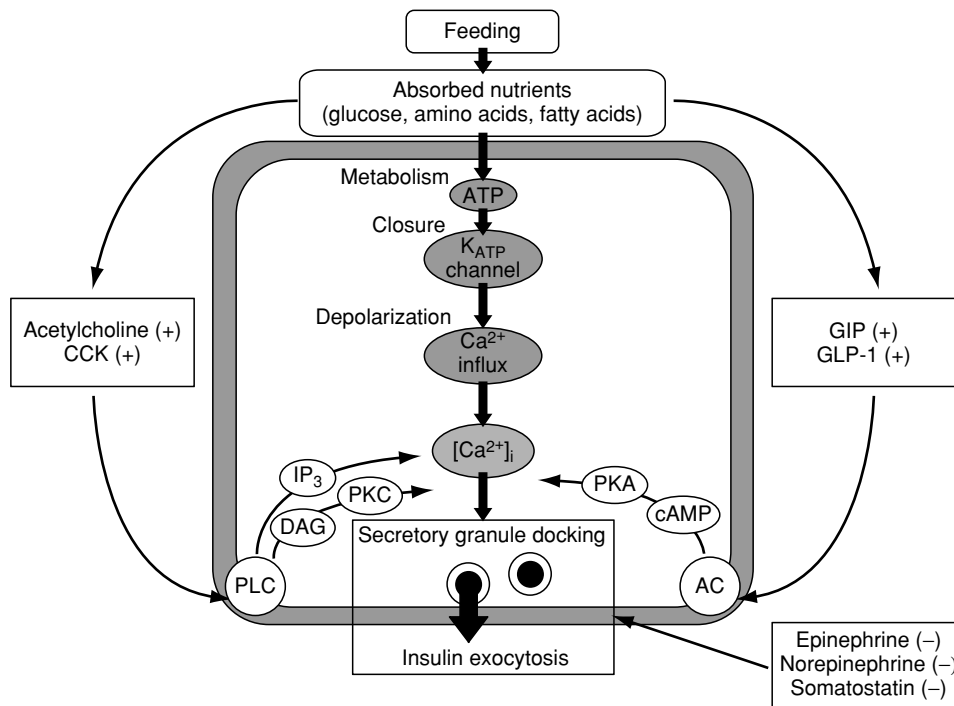 Feeding
Absorbed nutrients
(glucose, amino acids, fatty acids)
Metabolism
ATP
Closure
K_ATP
channel
Depolarization
Ca²⁺
influx
Acetylcholine (+)
CCK (+)
GIP (+)
GLP-1 (+)
[Ca²⁺]ᵢ
IP₃
PKC
DAG
PKA
cAMP
Secretory granule docking
PLC
AC
Insulin exocytosis
Epinephrine (–)
Norepinephrine (–)
Somatostatin (–)